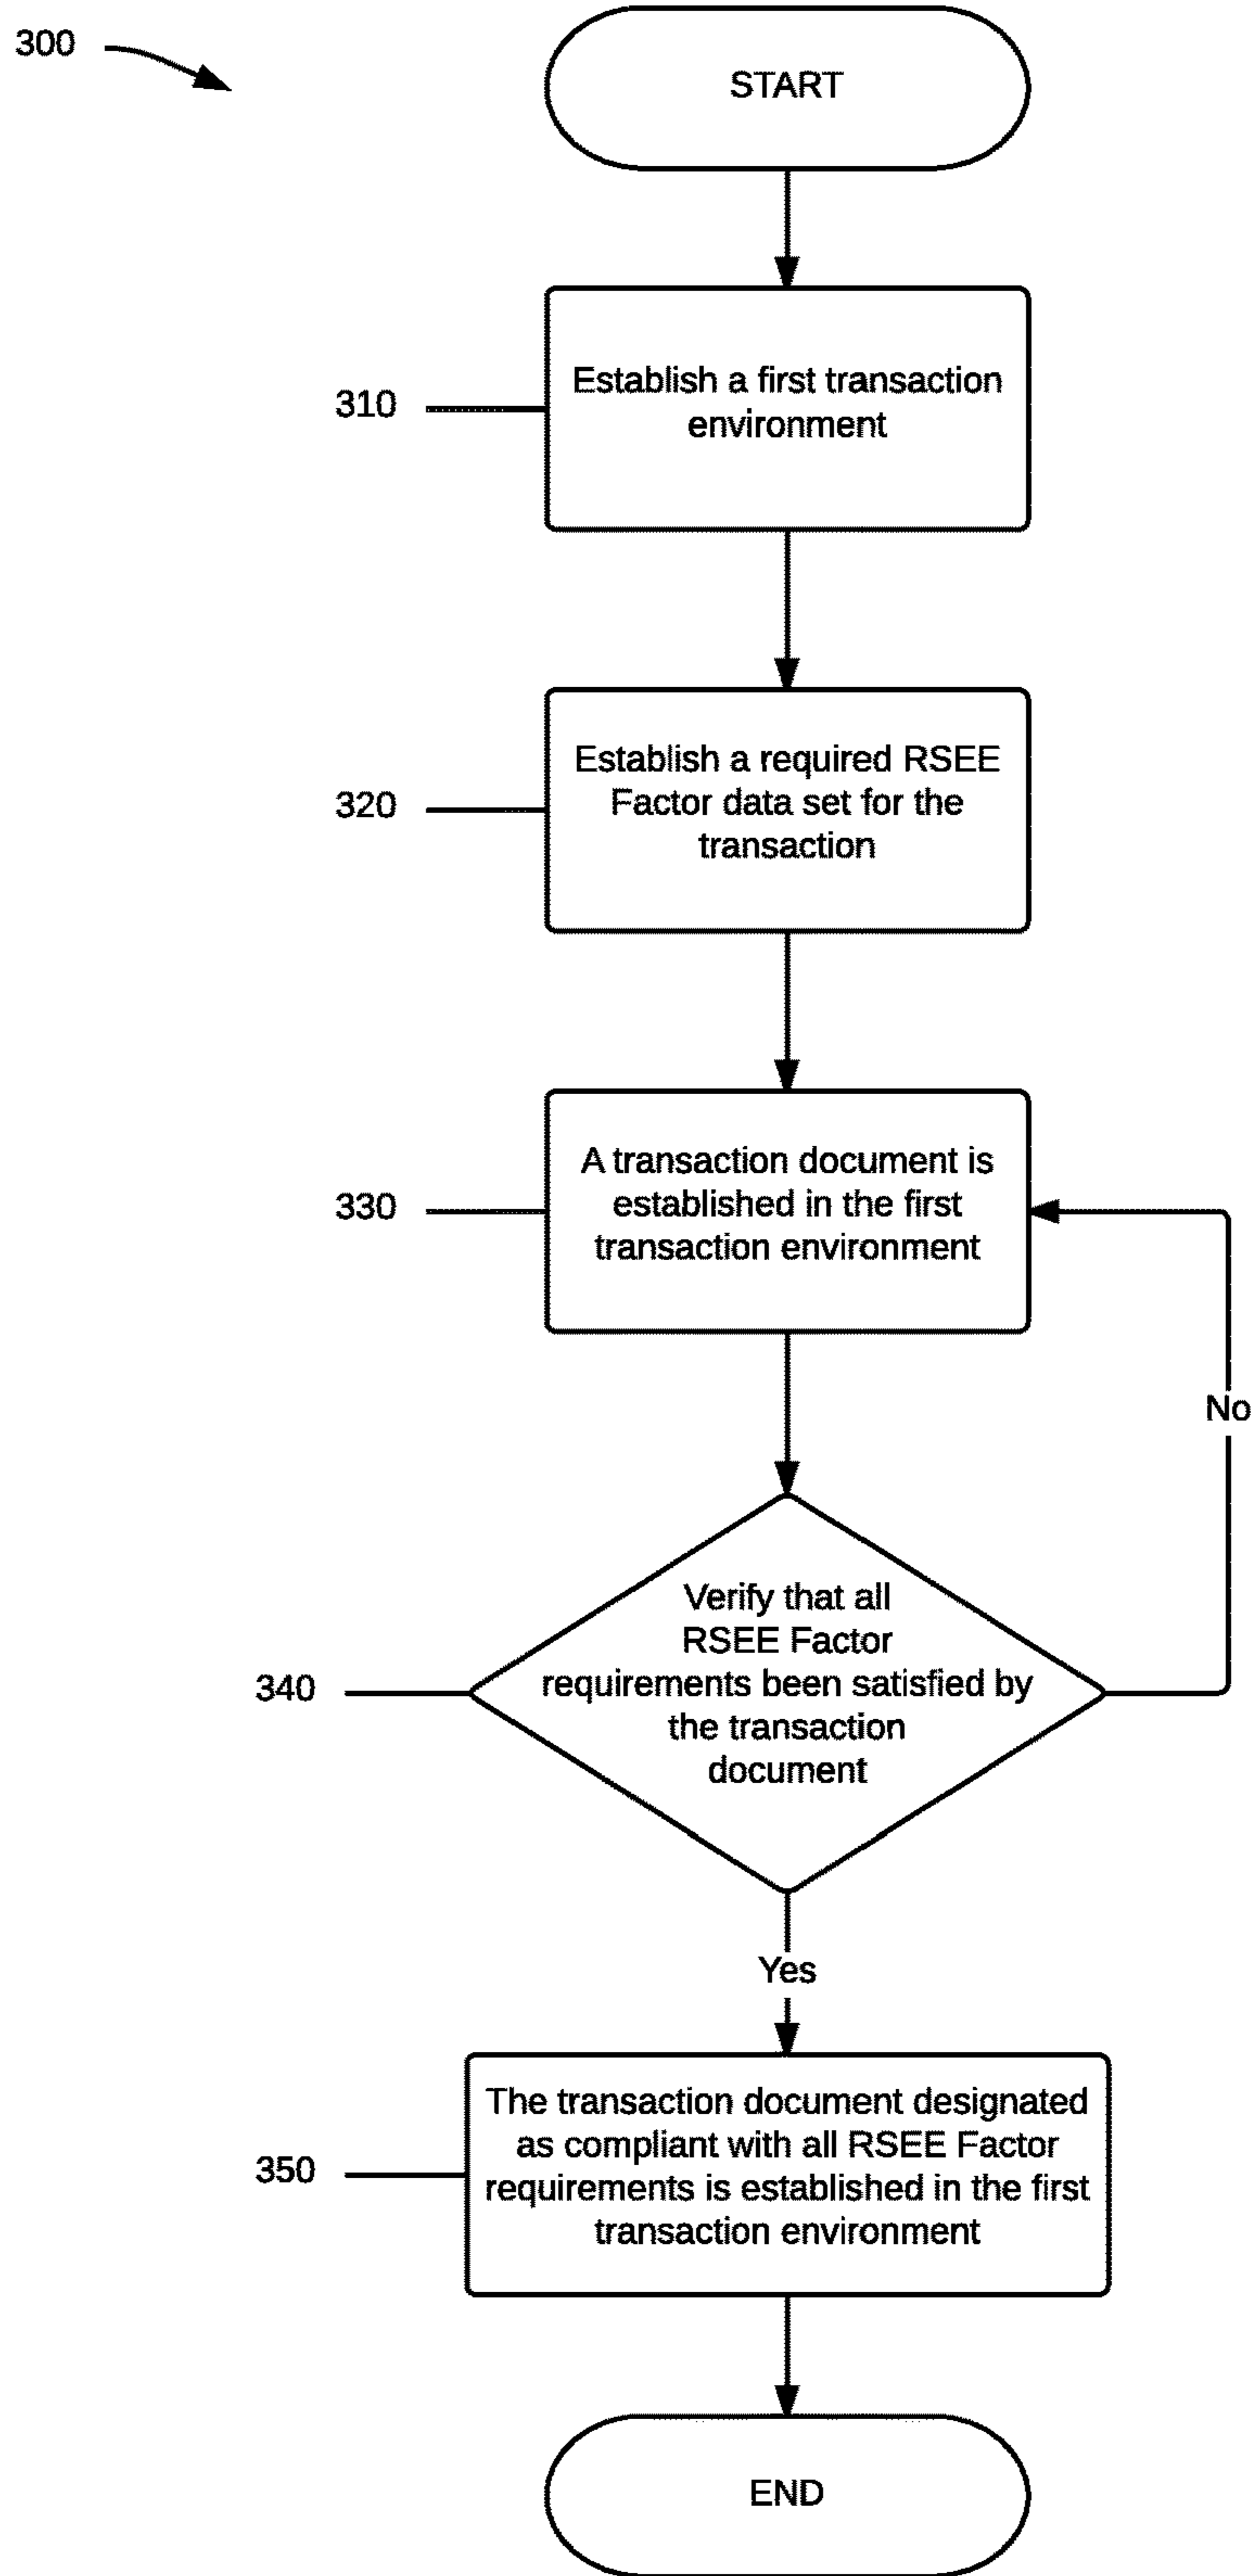 300
START
310
Establish a first transaction
environment
320
Establish a required RSEE
Factor data set for the
transaction
330
A transaction document is
established in the first
transaction environment
No
340
Verify that all
RSEE Factor
requirements been satisfied by
the transaction
document
Yes
350
The transaction document designated
as compliant with all RSEE Factor
requirements is established in the first
transaction environment
END